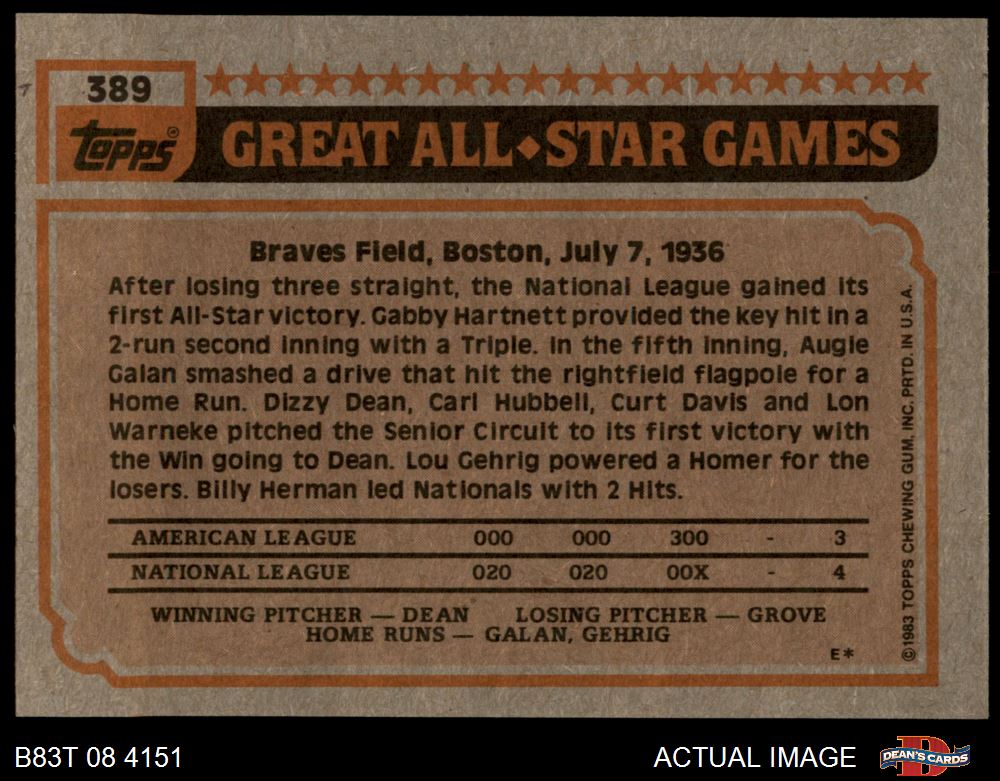 389
topps®
GREAT ALL-STAR GAMES
Braves Field, Boston, July 7, 1936
After losing three straight, the National League gained its
first All-Star victory. Gabby Hartnett provided the key hit in a
2-run second inning with a Triple. In the fifth inning, Augie
Galan smashed a drive that hit the rightfield flagpole for a
Home Run. Dizzy Dean, Carl Hubbell, Curt Davis and Lon
Warneke pitched the Senior Circuit to its first victory with
the Win going to Dean. Lou Gehrig powered a Homer for the
losers. Billy Herman led Nationals with 2 Hits.
AMERICAN LEAGUE 000 000 300 - 3
NATIONAL LEAGUE 020 020 00X - 4
WINNING PITCHER — DEAN LOSING PITCHER — GROVE
HOME RUNS — GALAN, GEHRIG
E*
©1983 TOPPS CHEWING GUM, INC. PRTD. IN U.S.A.
B83T 08 4151
ACTUAL IMAGE
D
DEAN'S CARDS